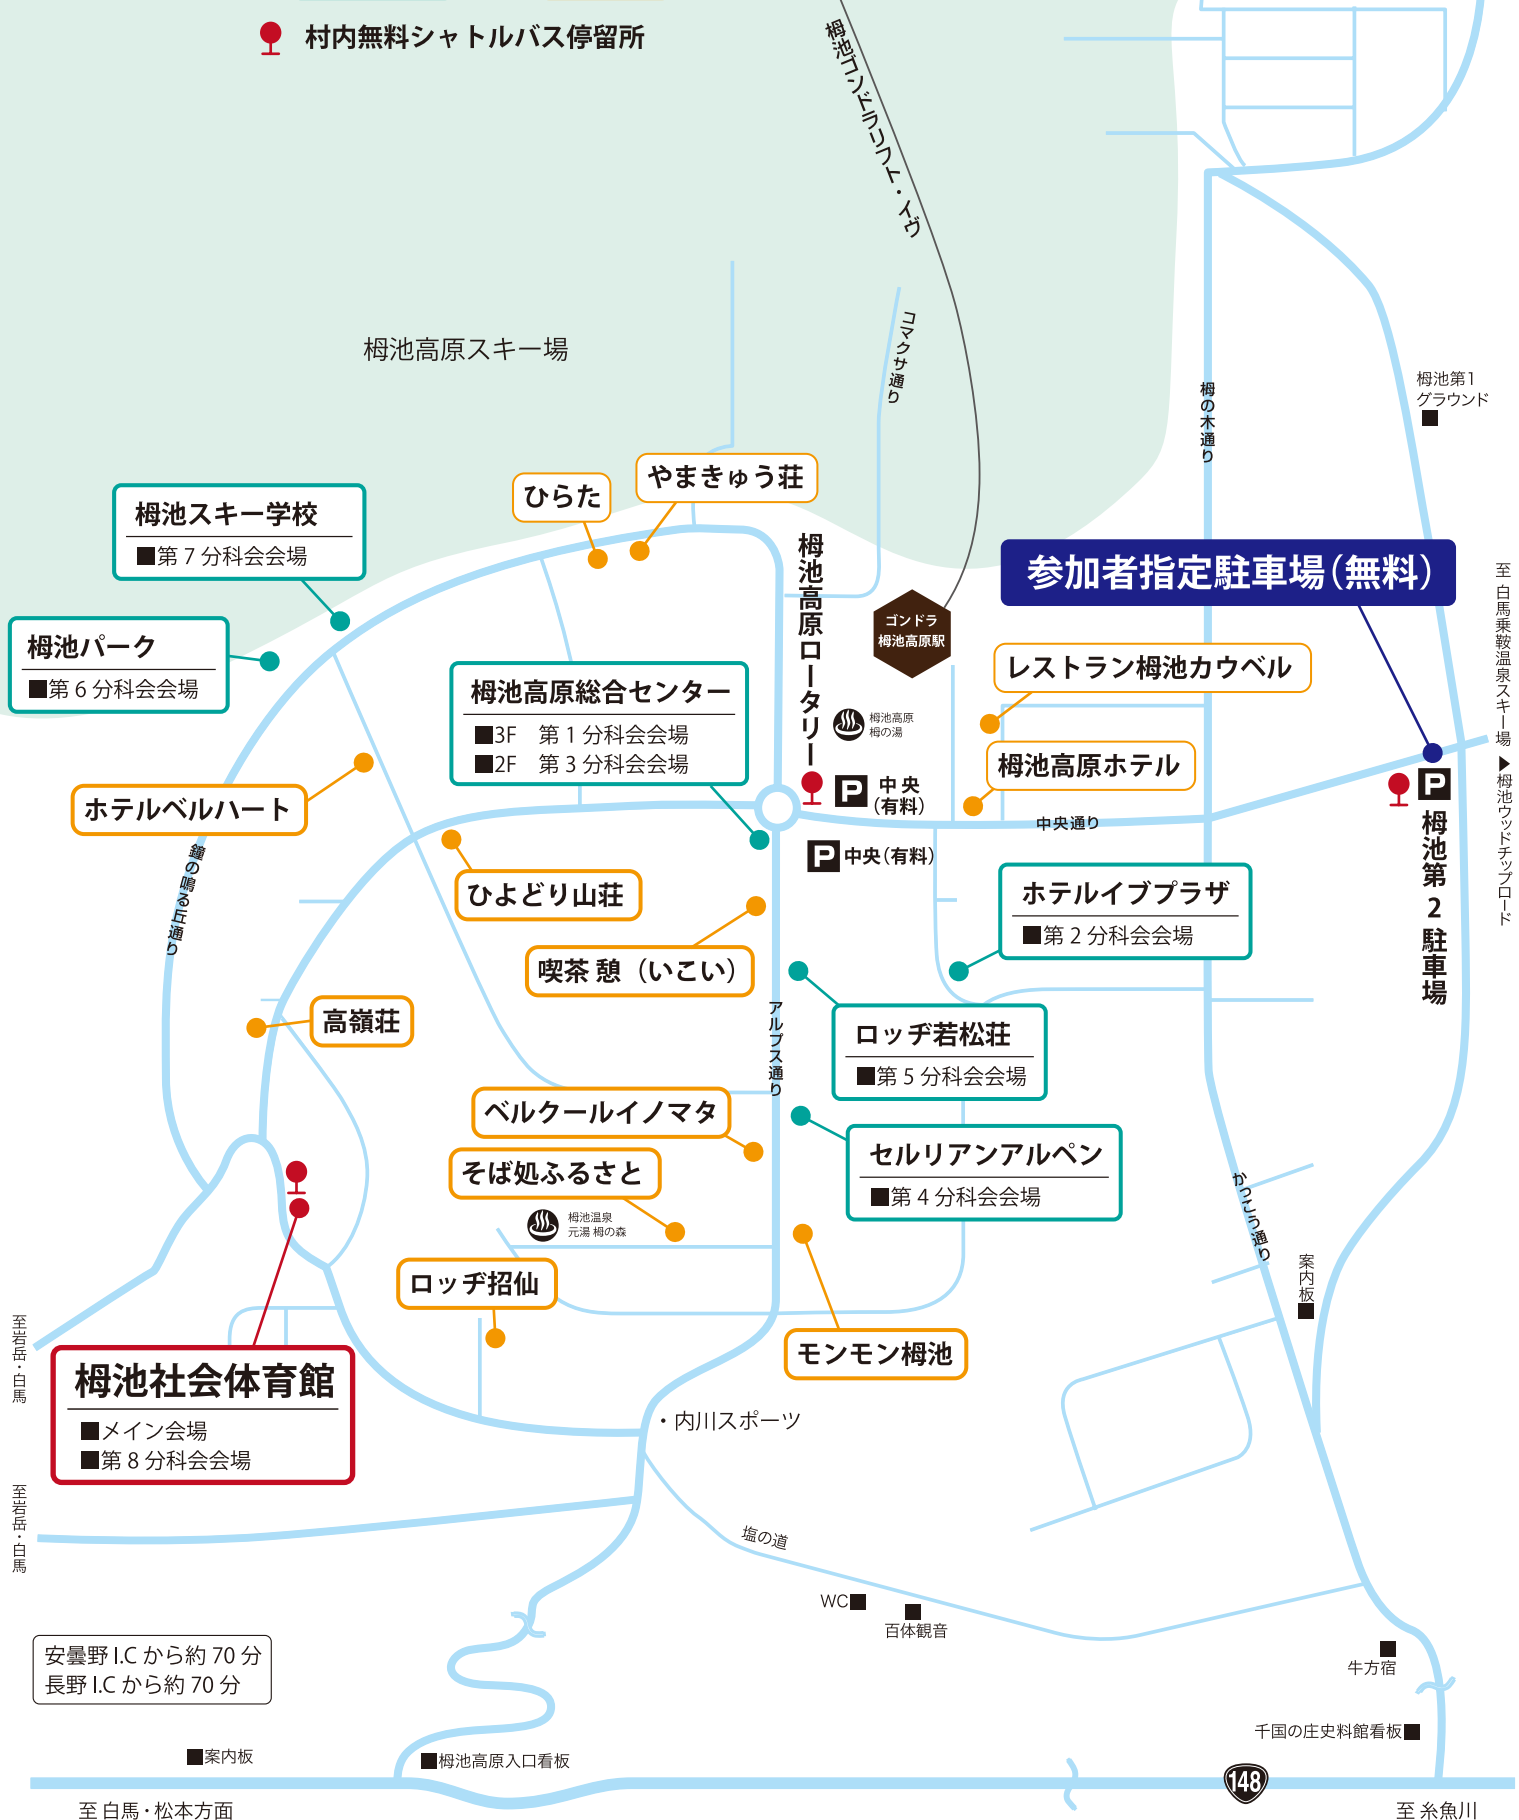 村内無料シャトルバス停留所
栂池ゴンドラリフト・イヴ
栂池高原スキー場
コマクサ通り
栂の木通り
栂池第1
グラウンド
やまきゅう荘
ひらた
栂池スキー学校
■第7分科会会場
栂池高原ロータリー
参加者指定駐車場(無料)
至 白馬乗鞍温泉スキー場 ▶ 栂池ウッドチップロード
ゴンドラ
栂池高原駅
栂池パーク
■第6分科会会場
レストラン栂池カウベル
栂池高原総合センター
■3F 第1分科会会場
■2F 第3分科会会場
栂池高原
栂の湯
栂池高原ホテル
P 中央
(有料)
P
栂池第2駐車場
ホテルベルハート
中央通り
鐘の鳴る丘通り
P 中央(有料)
ひよどり山荘
ホテルイブプラザ
■第2分科会会場
喫茶 憩（いこい）
高嶺荘
アルプス通り
ロッヂ若松荘
■第5分科会会場
ベルクールイノマタ
セルリアンアルペン
■第4分科会会場
そば処ふるさと
かっこう通り
栂池温泉
元湯 栂の森
ロッヂ招仙
案内板
至岩岳・白馬
モンモン栂池
栂池社会体育館
■メイン会場
■第8分科会会場
・内川スポーツ
至岩岳・白馬
塩の道
WC
百体観音
安曇野 I.C から約 70 分
長野 I.C から約 70 分
牛方宿
千国の庄史料館看板
案内板
栂池高原入口看板
148
至 白馬・松本方面
至 糸魚川